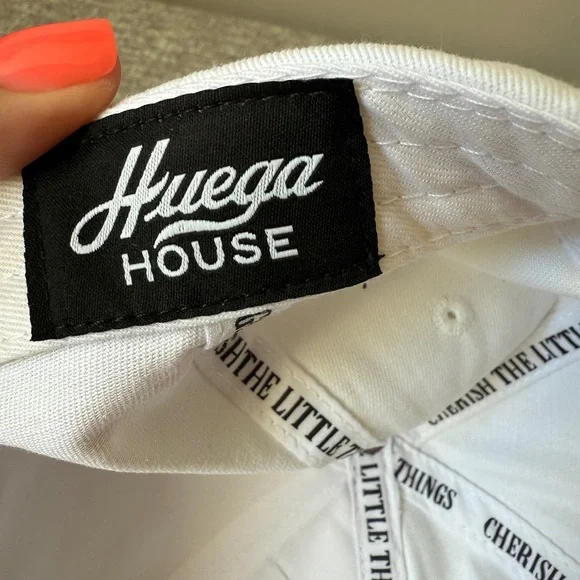 Huega
HOUSE
THE LITTLE
CHERISH THE LITTLE
THINGS
LITTLE TH
CHERISH